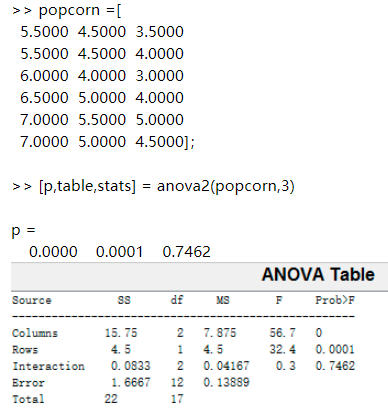 >> popcorn =[
5.5000 4.5000 3.5000
5.5000 4.5000 4.0000
6.0000 4.0000 3.0000
6.5000 5.0000 4.0000
7.0000 5.5000 5.0000
7.0000 5.0000 4.5000];
>> [p,table,stats] = anova2(popcorn,3)
p =
0.0000 0.0001 0.7462
ANOVA Table
Source SS df MS F Prob>F
---------------------------------------------------------
Columns 15.75 2 7.875 56.7 0
Rows 4.5 1 4.5 32.4 0.0001
Interaction 0.0833 2 0.04167 0.3 0.7462
Error 1.6667 12 0.13889
Total 22 17